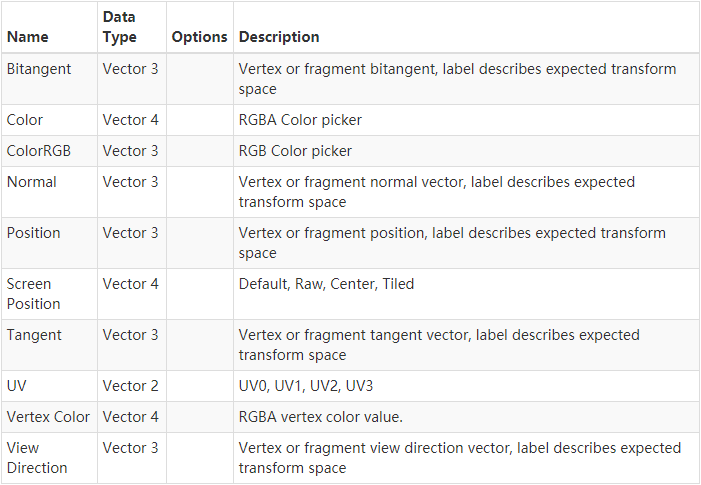 Name Data Type Options Description
Bitangent Vector 3 Vertex or fragment bitangent, label describes expected transform
space
Color Vector 4 RGBA Color picker
ColorRGB Vector 3 RGB Color picker
Normal Vector 3 Vertex or fragment normal vector, label describes expected
transform space
Position Vector 3 Vertex or fragment position, label describes expected transform
space
Screen Position Vector 4 Default, Raw, Center, Tiled
Tangent Vector 3 Vertex or fragment tangent vector, label describes expected
transform space
UV Vector 2 UV0, UV1, UV2, UV3
Vertex Color Vector 4 RGBA vertex color value.
View Direction Vector 3 Vertex or fragment view direction vector, label describes expected
transform space